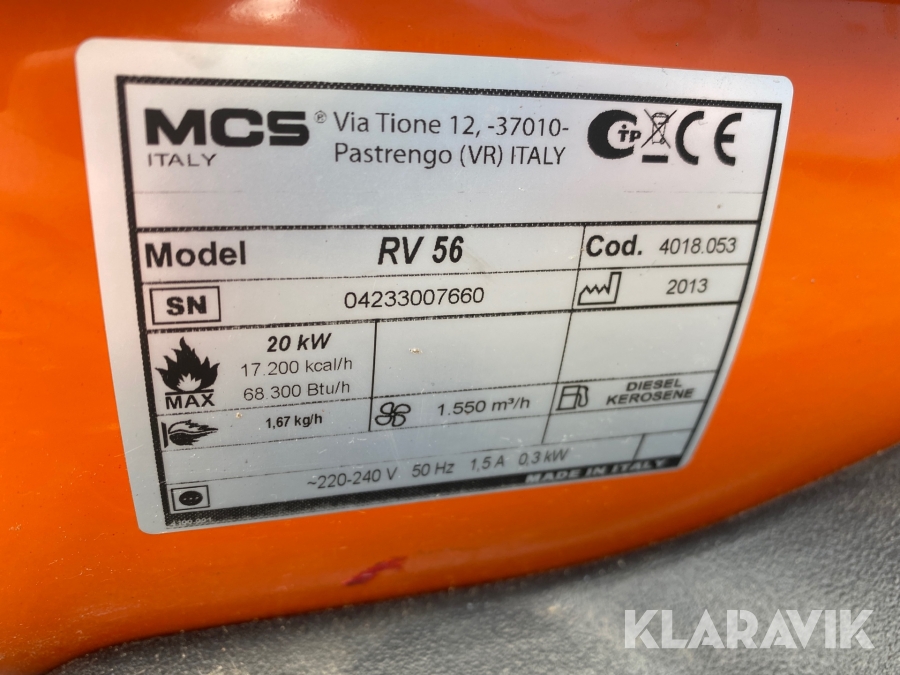 MCS® Via Tione 12, -37010-
ITALY Pastrengo (VR) ITALY
CTP CE
Model RV 56 Cod. 4018.053
SN 04233007660 2013
20 kW
17.200 kcal/h
68.300 Btu/h
MAX
1,67 kg/h 1.550 m³/h DIESEL
KEROSENE
~220-240 V 50 Hz 1,5 A 0,3 kW
MADE IN ITALY
KLARAVIK